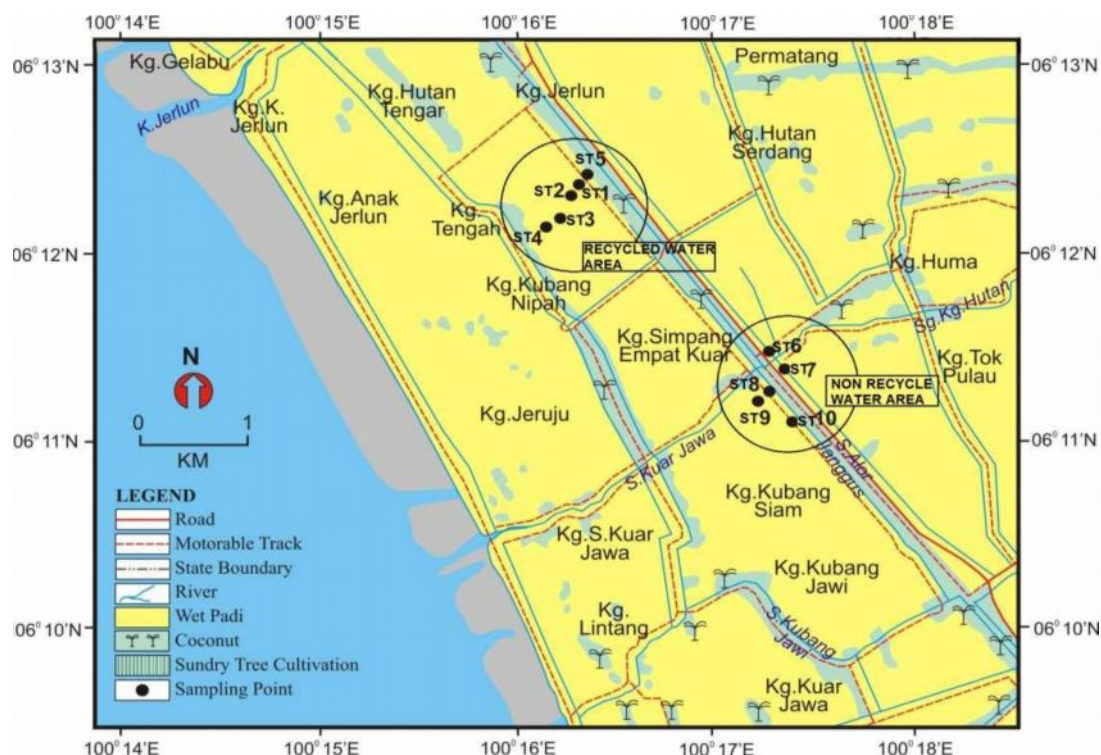 100°14'E 100°15'E 100°16'E 100°17'E 100°18'E
06°13'N
06°13'N
Kg.Gelabu
Permatang
K.Jerlun
Kg.K.
Jerlun
Kg.Hutan
Tengar
Kg.Jerlun
Kg.Hutan
Serdang
Kg.Anak
Jerlun
ST5
ST2
ST1
ST3
ST4
Kg.
Tengah
RECYCLED WATER
AREA
06°12'N
06°12'N
Kg.Kubang
Nipah
Kg.Huma
Sg.Kg.Hutan
Kg.Simpang
Empat Kuar
ST6
ST7
ST8
ST9
ST10
NON RECYCLE
WATER AREA
Kg.Tok
Pulau
N
0 1
KM
Kg.Jeruju
06°11'N
06°11'N
S.Kuar Jawa
S.Alor
Janggus
Kg.Kubang
Siam
Kg.S.Kuar
Jawa
Kg.Kubang
Jawi
Kg.
Lintang
S.Kubang
Jawi
Kg.Kuar
Jawa
06°10'N
06°10'N
LEGEND
Road
Motorable Track
State Boundary
River
Wet Padi
Coconut
Sundry Tree Cultivation
Sampling Point
100°14'E 100°15'E 100°16'E 100°17'E 100°18'E